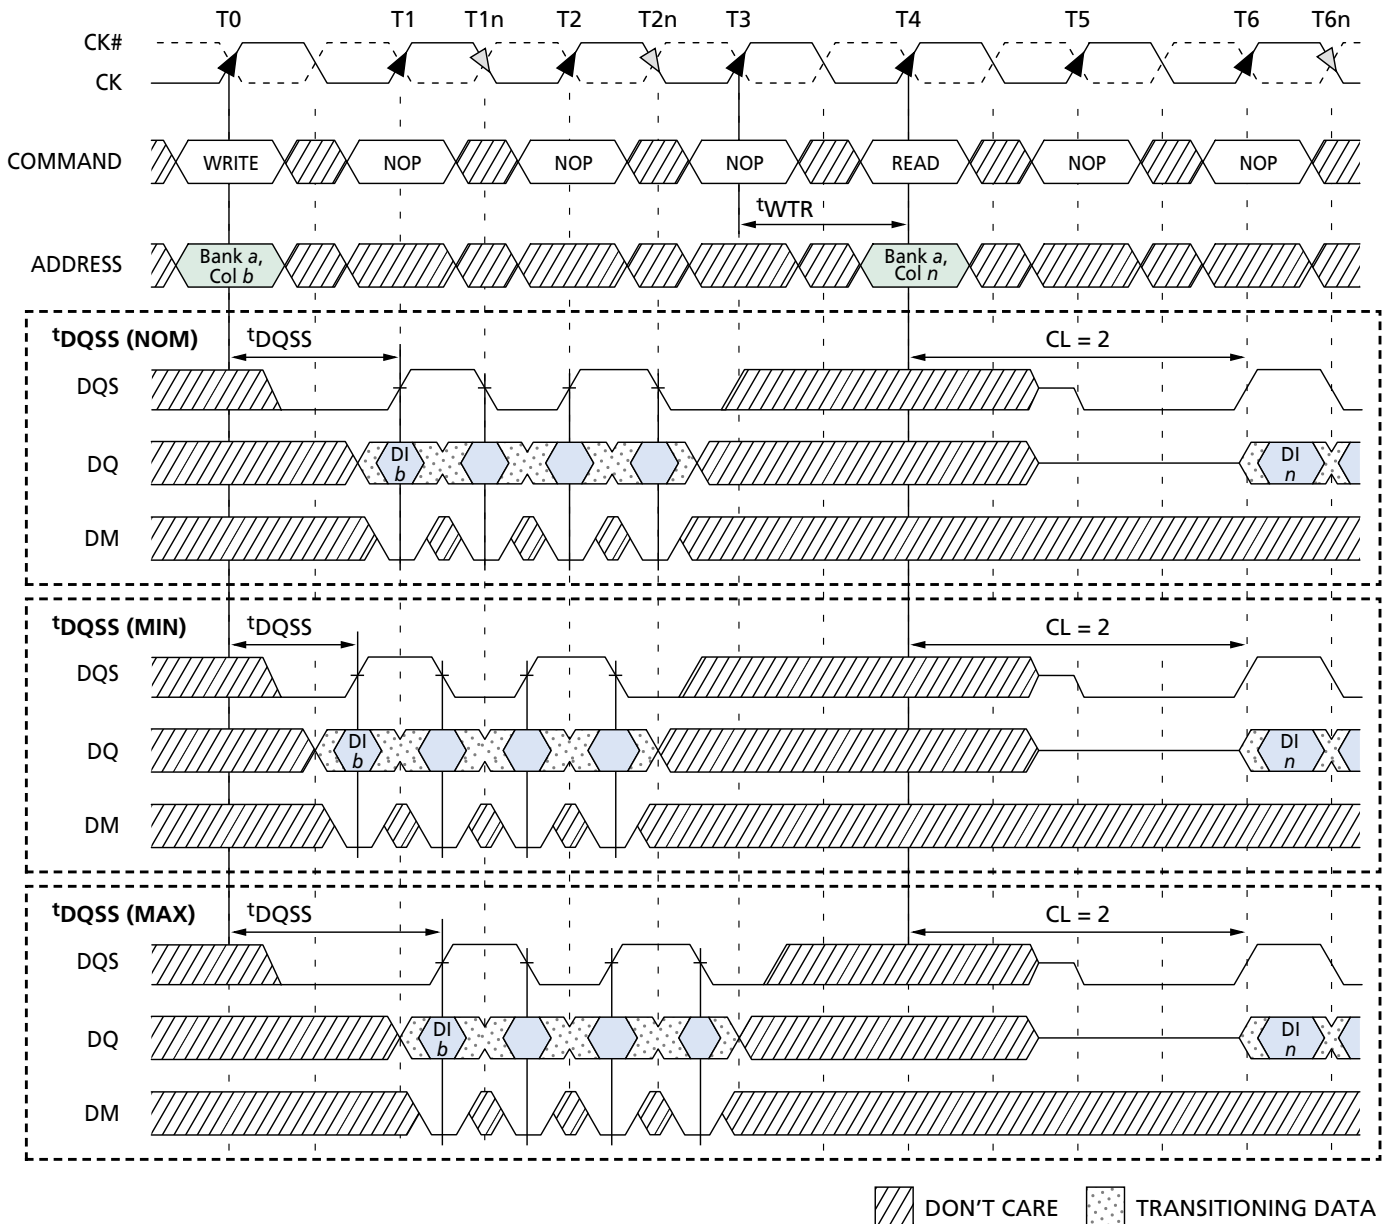 T0 T1 T1n T2 T2n T3 T4 T5 T6 T6n
CK#
CK
COMMAND WRITE NOP NOP NOP READ NOP NOP
tWTR
ADDRESS Bank a, Col b Bank a, Col n
tDQSS (NOM) tDQSS CL = 2
DQS
DQ DI b DI n
DM
tDQSS (MIN) tDQSS CL = 2
DQS
DQ DI b DI n
DM
tDQSS (MAX) tDQSS CL = 2
DQS
DQ DI b DI n
DM
DON'T CARE TRANSITIONING DATA